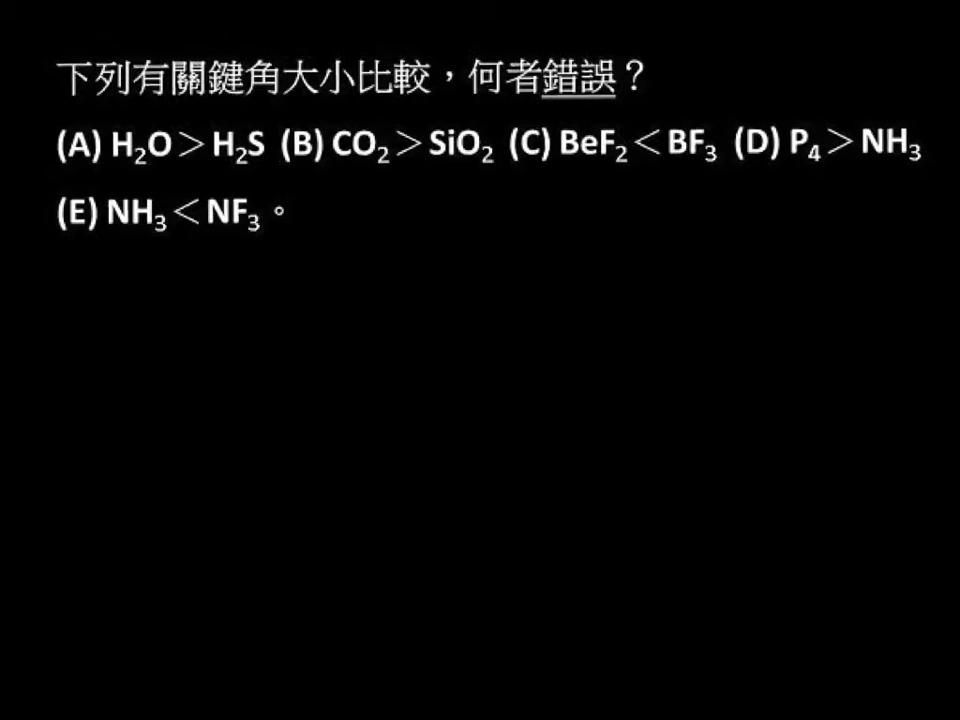 下列有關鍵角大小比較，何者錯誤？
(A) H₂O＞H₂S (B) CO₂＞SiO₂ (C) BeF₂＜BF₃ (D) P₄＞NH₃
(E) NH₃＜NF₃。